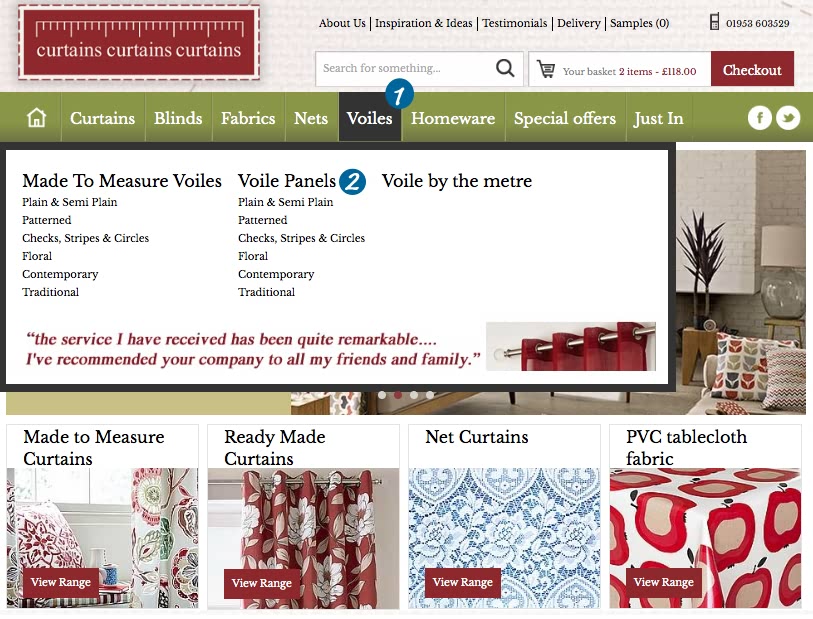 curtains curtains curtains
About Us | Inspiration & Ideas | Testimonials | Delivery | Samples (0)
01953 603529
Search for something...
Your basket 2 items - £118.00
Checkout
1
Curtains
Blinds
Fabrics
Nets
Voiles
Homeware
Special offers
Just In
f
Made To Measure Voiles
Plain & Semi Plain
Patterned
Checks, Stripes & Circles
Floral
Contemporary
Traditional
Voile Panels
2
Plain & Semi Plain
Patterned
Checks, Stripes & Circles
Floral
Contemporary
Traditional
Voile by the metre
“the service I have received has been quite remarkable....
I've recommended your company to all my friends and family.”
Made to Measure
Curtains
View Range
Ready Made
Curtains
View Range
Net Curtains
View Range
PVC tablecloth
fabric
View Range